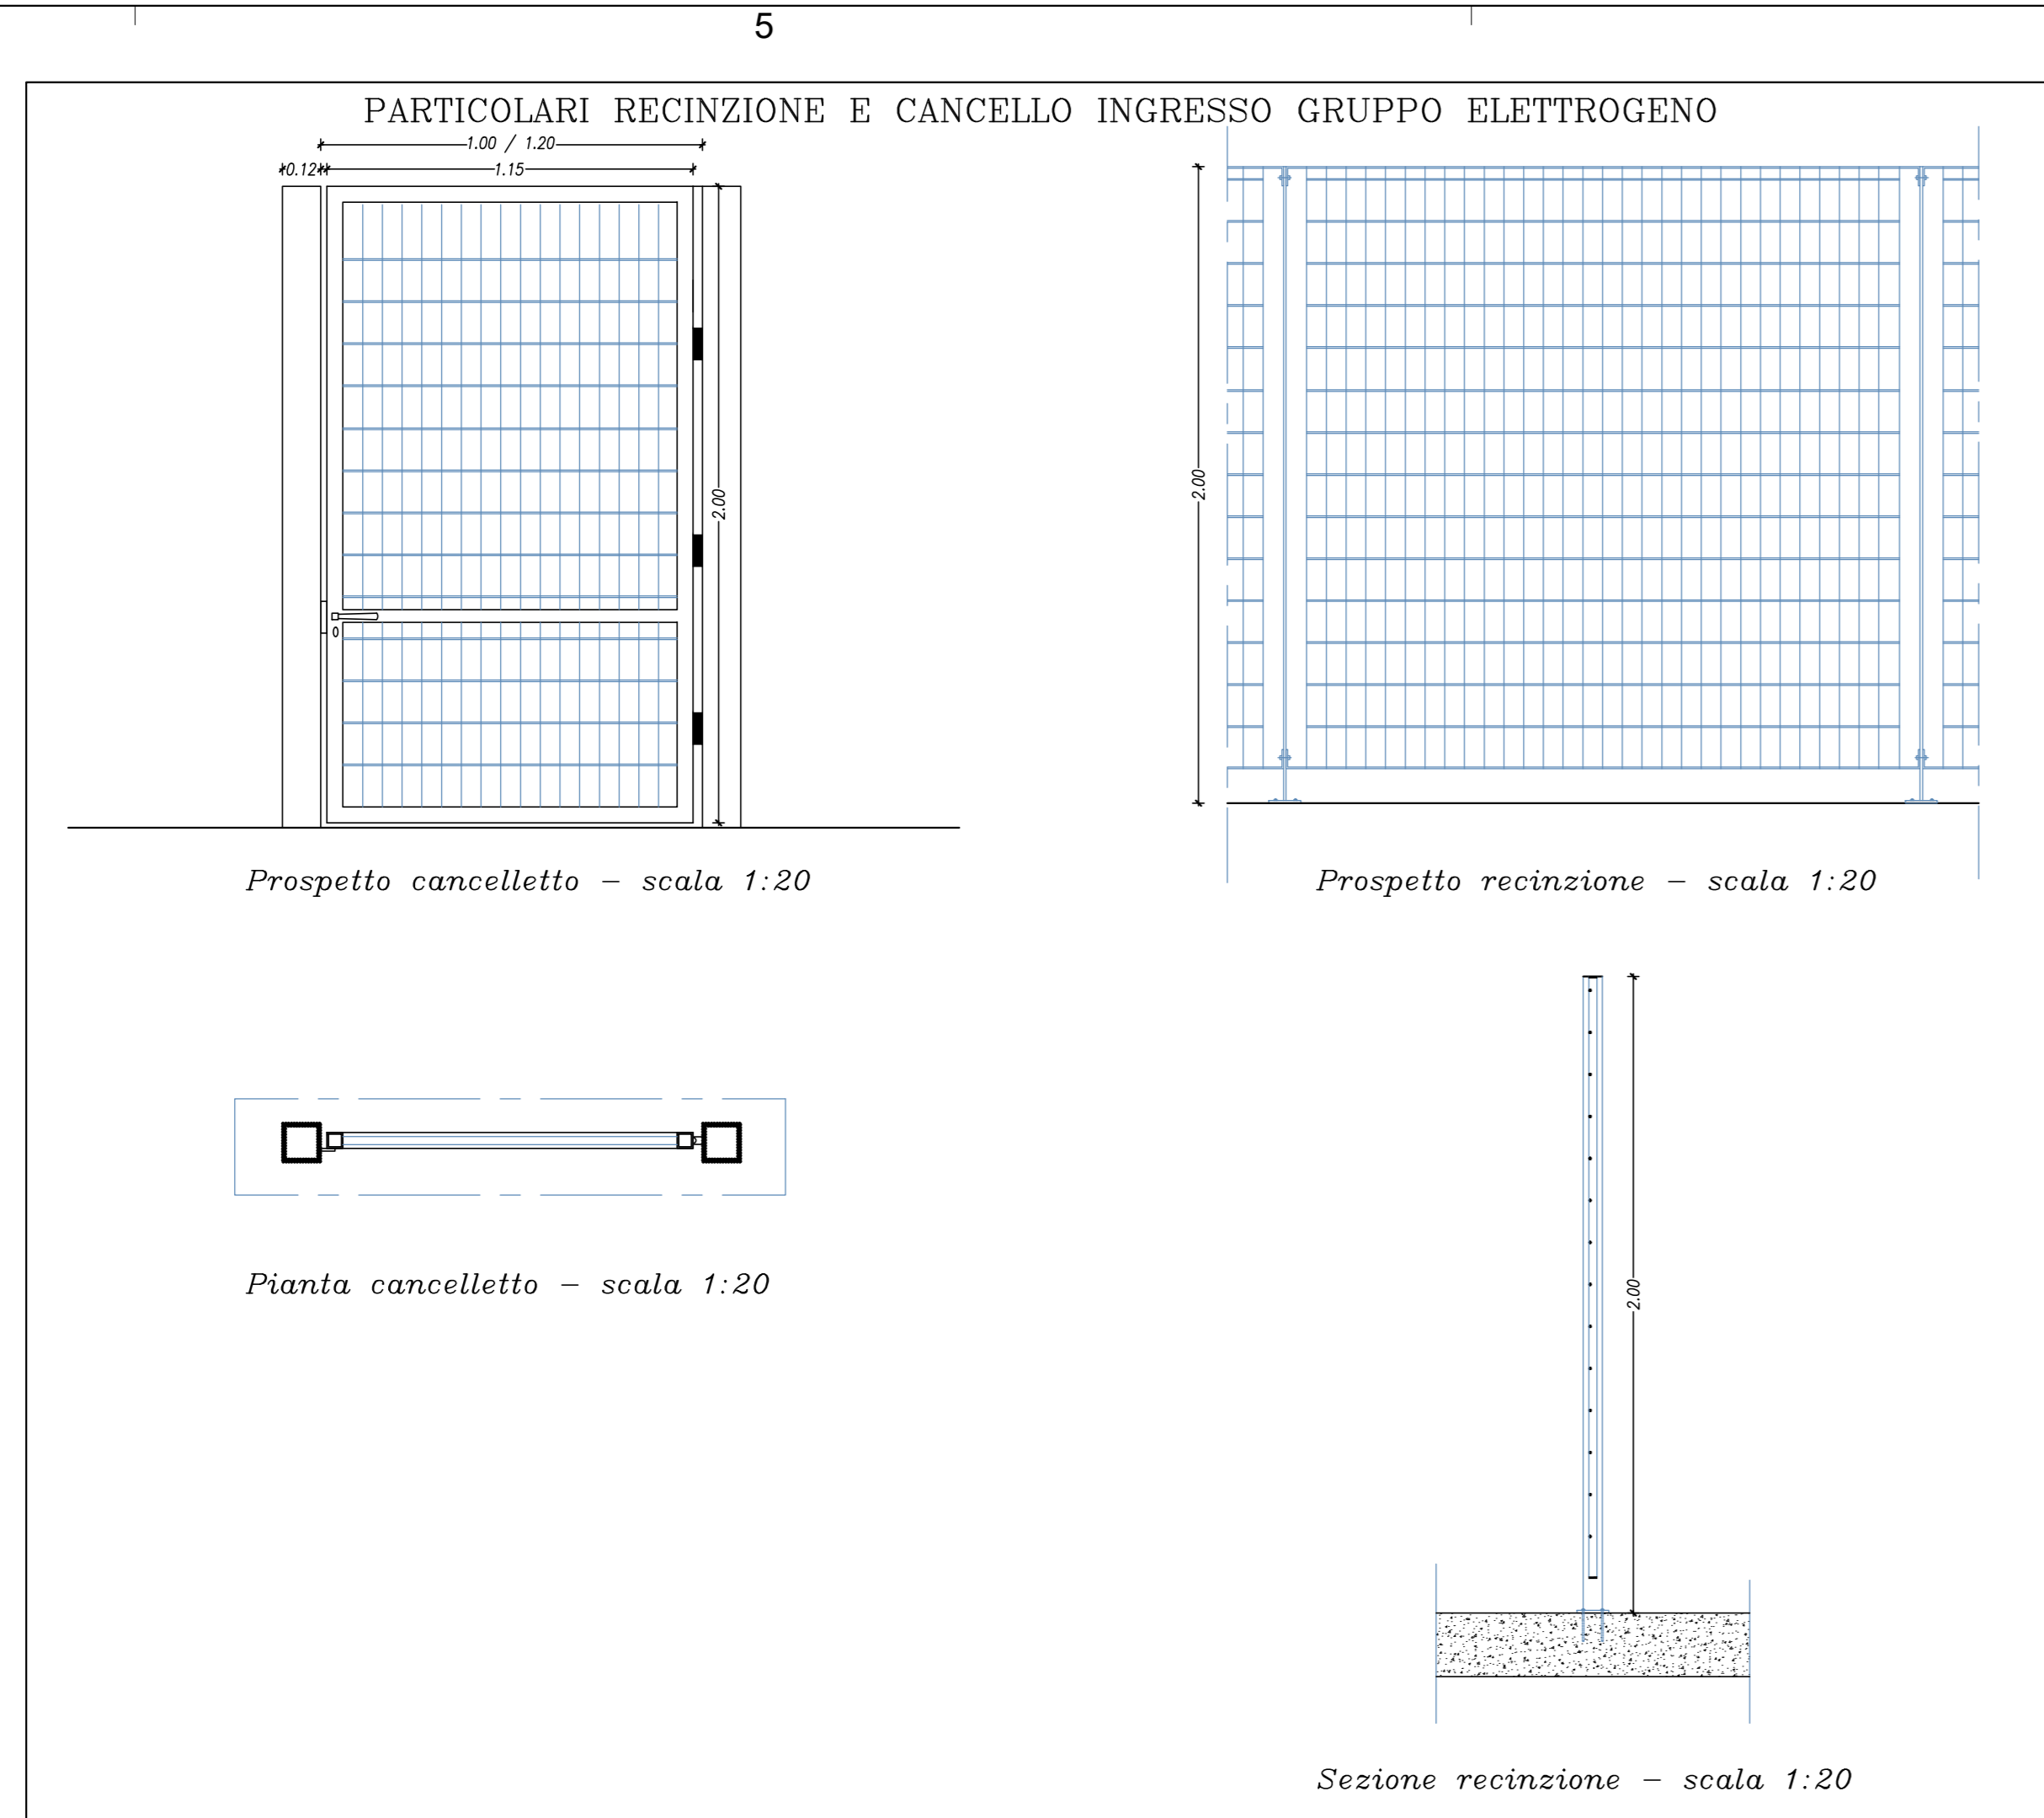 5
PARTICOLARI RECINZIONE E CANCELLO INGRESSO GRUPPO ELETTROGENO
1.00 / 1.20
0.12
1.15
2.00
2.00
Prospetto cancelletto – scala 1:20
Prospetto recinzione – scala 1:20
2.00
Pianta cancelletto – scala 1:20
Sezione recinzione – scala 1:20